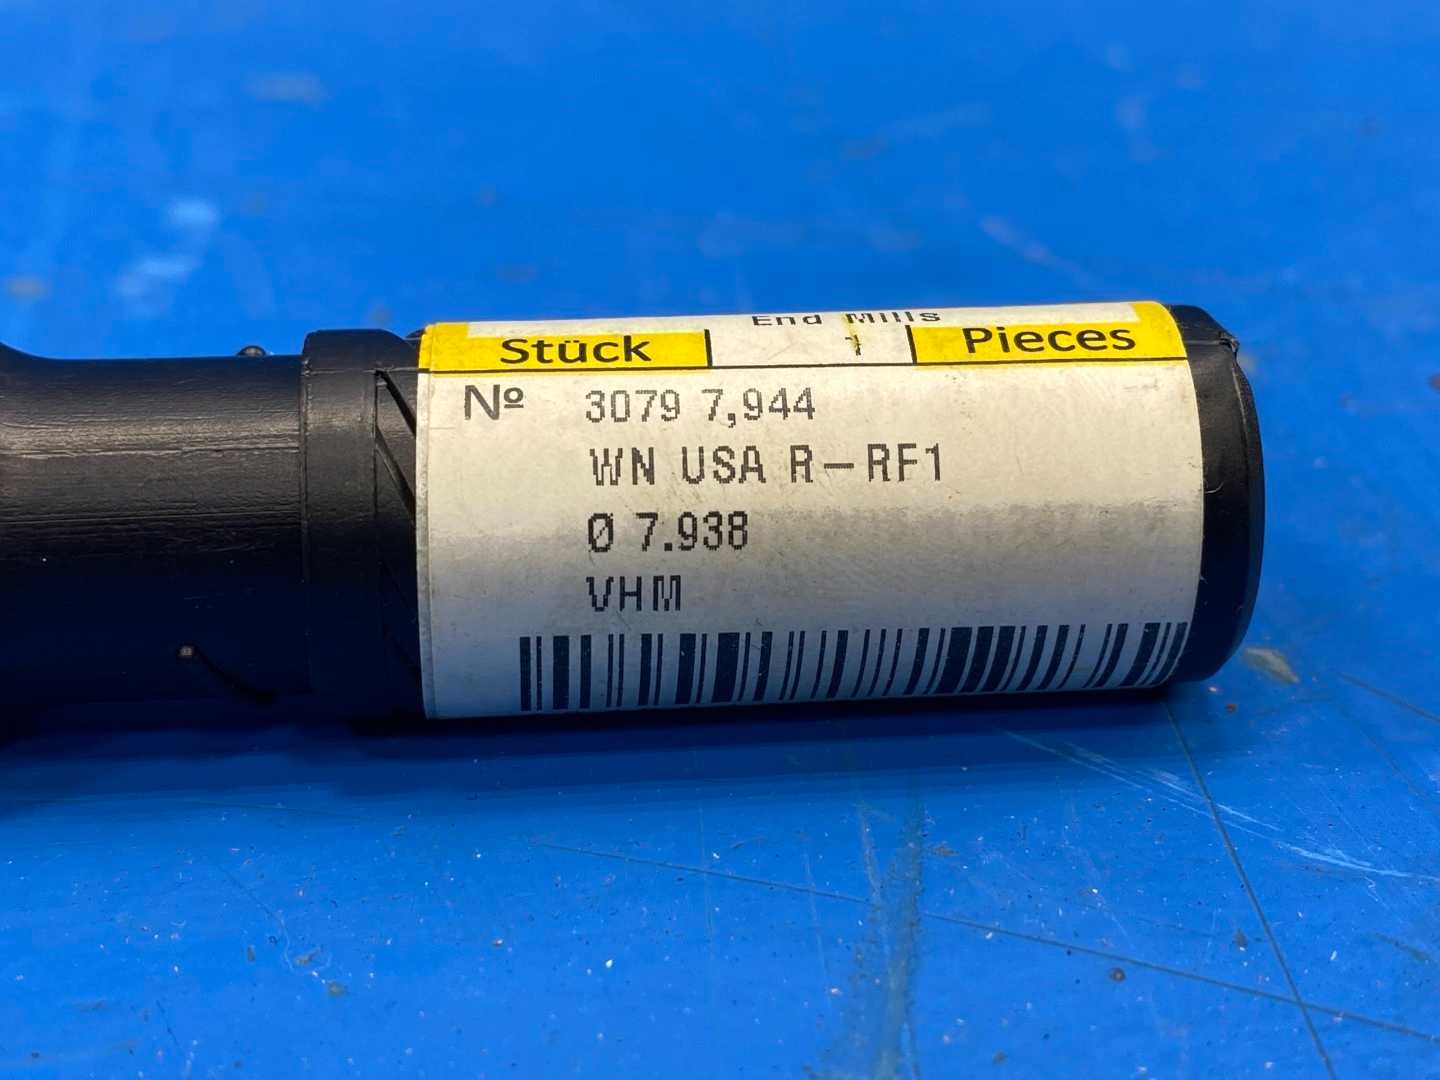 End Mills
Stück 1 Pieces
Nº 3079 7,944
WN USA R-RF1
Ø 7.938
VHM